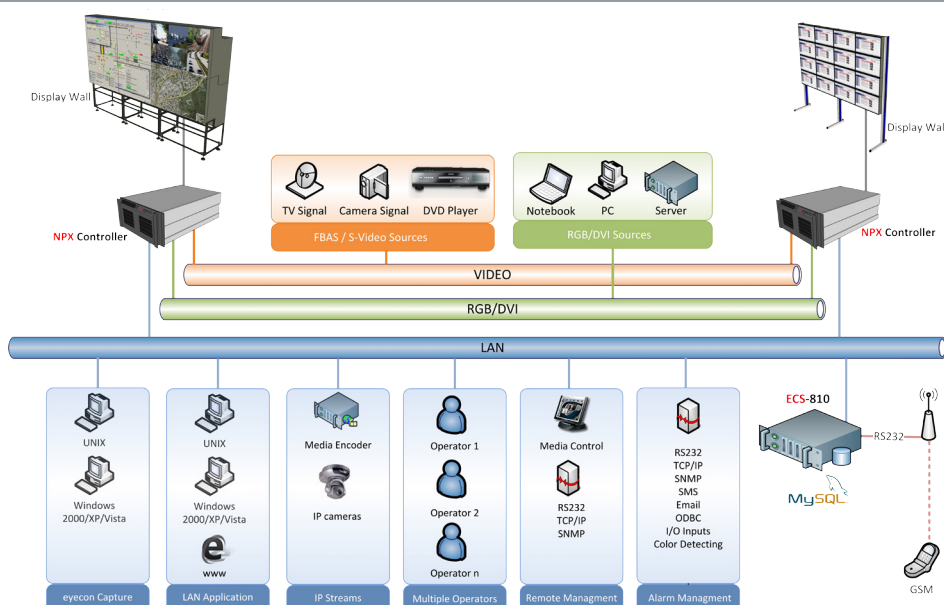 Display Wall
Display Wal
TV Signal
Camera Signal
DVD Player
FBAS / S-Video Sources
Notebook
PC
Server
RGB/DVI Sources
NPX Controller
NPX Controller
VIDEO
RGB/DVI
LAN
UNIX
Windows
2000/XP/Vista
eyecon Capture
UNIX
Windows
2000/XP/Vista
www
LAN Application
Media Encoder
IP cameras
IP Streams
Operator 1
Operator 2
Operator n
Multiple Operators
Media Control
RS232
TCP/IP
SNMP
Remote Managment
RS232
TCP/IP
SNMP
SMS
Email
ODBC
I/O Inputs
Color Detecting
Alarm Managment
ECS-810
RS232
MySQL
GSM